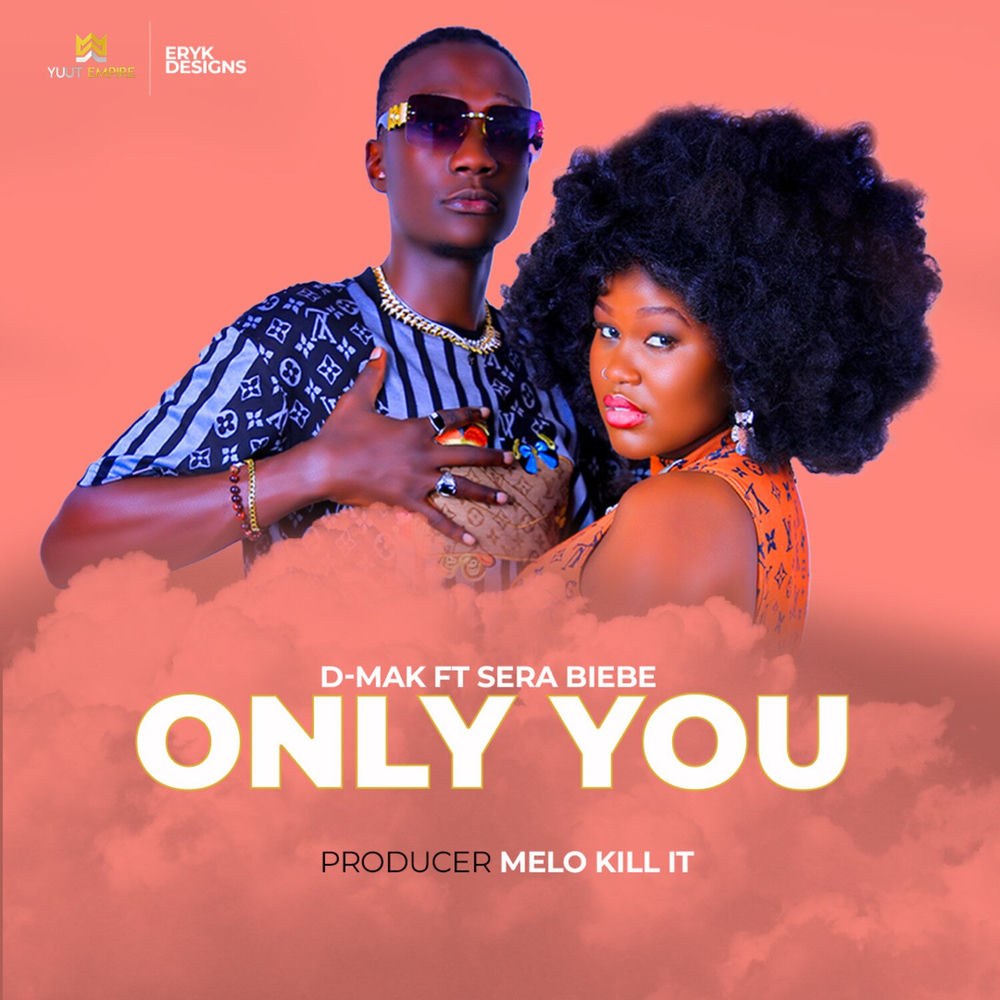 YUUT EMPIRE
ERYK
DESIGNS
D-MAK FT SERA BIEBE
ONLY YOU
PRODUCER MELO KILL IT